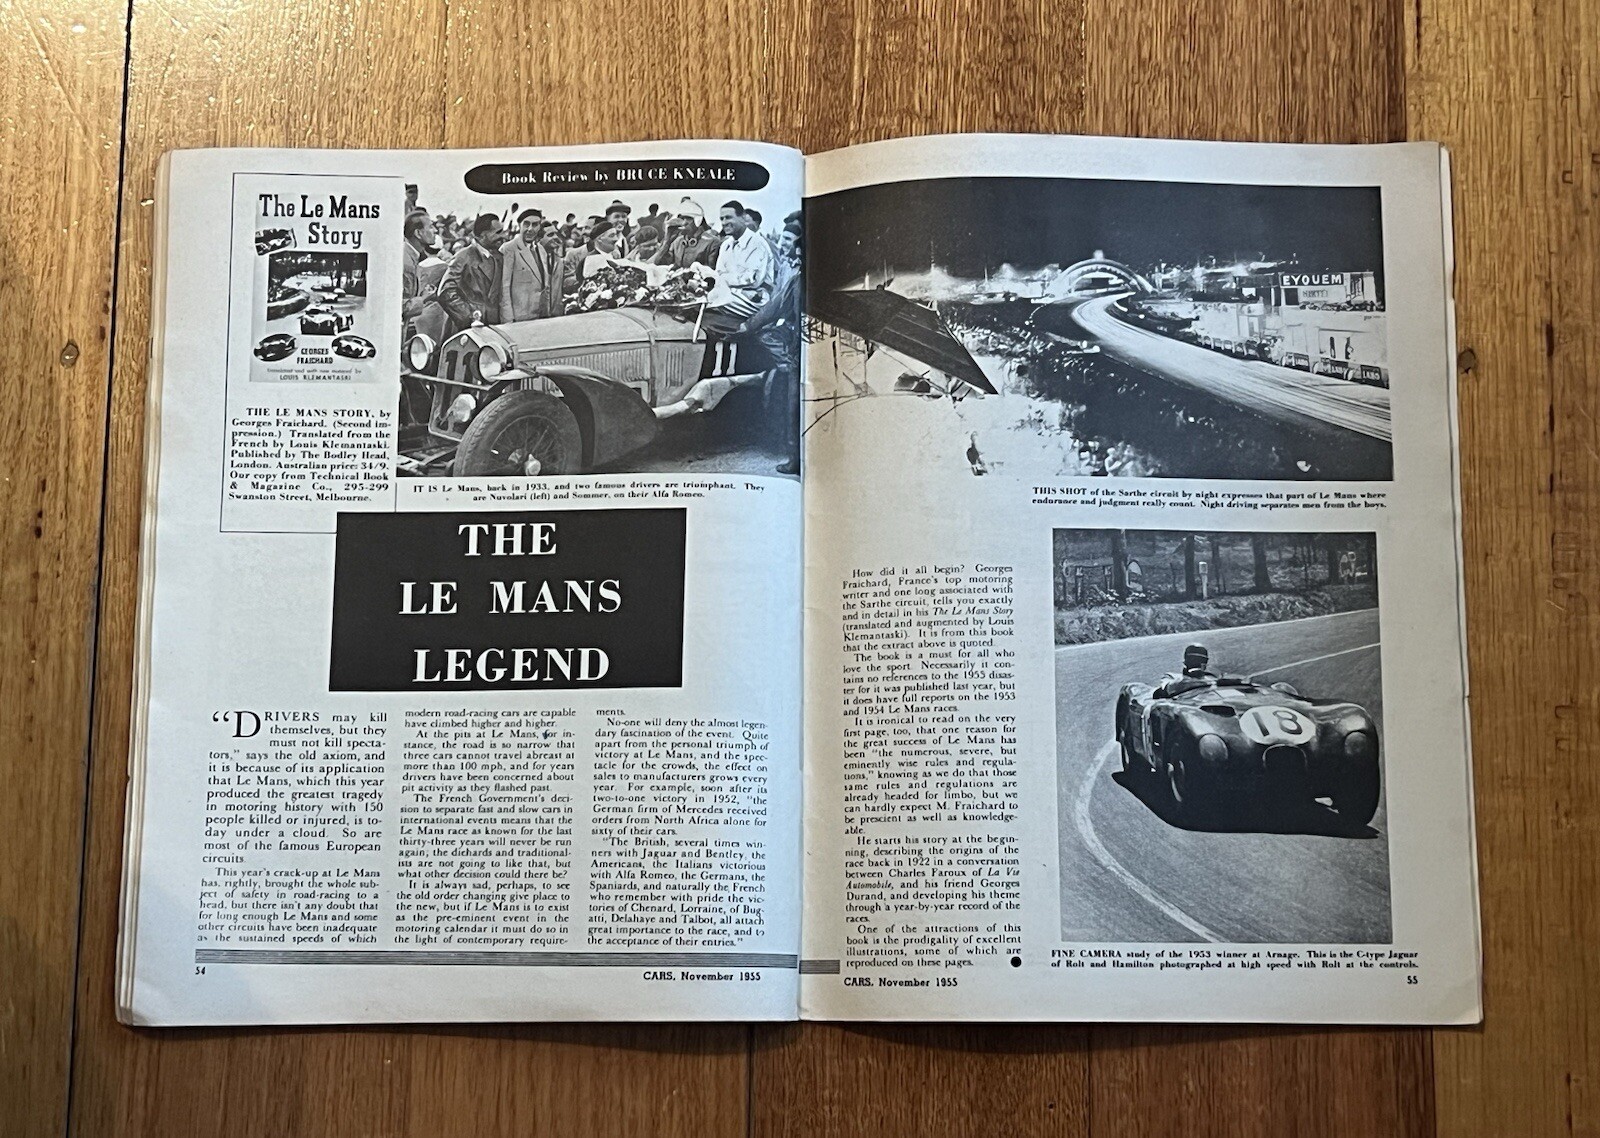 Book Review by BRUCE KNEALE
The Le Mans
Story
GEORGES
FRAICHARD
LOUIS KLEMANTASKI
THE LE MANS STORY, by
Georges Fraichard. (Second im-
pression.) Translated from the
French by Louis Klemantaski.
Published by The Bodley Head,
London. Australian price: 34/9.
Our copy from Technical Book
& Magazine Co., 295-299
Swanston Street, Melbourne.
11
IT IS Le Mans, back in 1933, and two famous drivers are triumphant. They
are Nuvolari (left) and Sommer, on their Alfa Romeo.
THE
LE MANS
LEGEND
“DRIVERS may kill
themselves, but they
must not kill specta-
tors,” says the old axiom, and
it is because of its application
that Le Mans, which this year
produced the greatest tragedy
in motoring history with 150
people killed or injured, is to-
day under a cloud. So are
most of the famous European
circuits.
This year's crack-up at Le Mans
has, rightly, brought the whole sub-
ject of safety in road-racing to a
head, but there isn't any doubt that
for long enough Le Mans and some
other circuits have been inadequate
as the sustained speeds of which
modern road-racing cars are capable
have climbed higher and higher.
At the pits at Le Mans, for in-
stance, the road is so narrow that
three cars cannot travel abreast at
more than 100 mph, and for years
drivers have been concerned about
pit activity as they flashed past.
The French Government's deci-
sion to separate fast and slow cars in
international events means that the
Le Mans race as known for the last
thirty-three years will never be run
again; the diehards and traditional-
ists are not going to like that, but
what other decision could there be?
It is always sad, perhaps, to see
the old order changing give place to
the new, but if Le Mans is to exist
as the pre-eminent event in the
motoring calendar it must do so in
the light of contemporary require-
ments.
No-one will deny the almost legen-
dary fascination of the event. Quite
apart from the personal triumph of
victory at Le Mans, and the spec-
tacle for the crowds, the effect on
sales to manufacturers grows every
year. For example, soon after its
two-to-one victory in 1952, “the
German firm of Mercedes received
orders from North Africa alone for
sixty of their cars.
“The British, several times win-
ners with Jaguar and Bentley, the
Americans, the Italians victorious
with Alfa Romeo, the Germans, the
Spaniards, and naturally the French
who remember with pride the vic-
tories of Chenard, Lorraine, of Bug-
atti, Delahaye and Talbot, all attach
great importance to the race, and to
the acceptance of their entries.”
54
CARS, November 1955
EYQUEM
THIS SHOT of the Sarthe circuit by night expresses that part of Le Mans where
endurance and judgment really count. Night driving separates men from the boys.
How did it all begin? Georges
Fraichard, France's top motoring
writer and one long associated with
the Sarthe circuit, tells you exactly
and in detail in his The Le Mans Story
(translated and augmented by Louis
Klemantaski). It is from this book
that the extract above is quoted.
The book is a must for all who
love the sport. Necessarily it con-
tains no references to the 1955 disas-
ter for it was published last year, but
it does have full reports on the 1953
and 1954 Le Mans races.
It is ironical to read on the very
first page, too, that one reason for
the great success of Le Mans has
been “the numerous, severe, but
eminently wise rules and regula-
tions,” knowing as we do that those
same rules and regulations are
already headed for limbo, but we
can hardly expect M. Fraichard to
be prescient as well as knowledge-
able.
He starts his story at the begin-
ning, describing the origins of the
race back in 1922 in a conversation
between Charles Faroux of La Vie
Automobile, and his friend Georges
Durand, and developing his theme
through a year-by-year record of the
races.
One of the attractions of this
book is the prodigality of excellent
illustrations, some of which are
reproduced on these pages.
18
FINE CAMERA study of the 1953 winner at Arnage. This is the C-type Jaguar
of Rolt and Hamilton photographed at high speed with Rolt at the controls.
CARS, November 1955
55